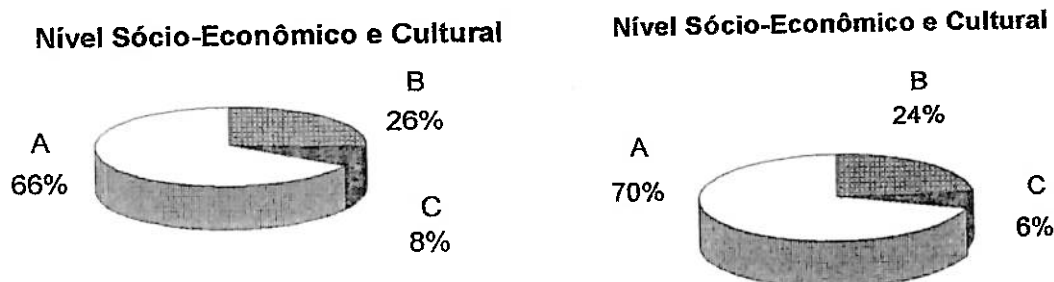 Nível Sócio-Econômico e Cultural
B
26%
A
66%
C
8%
Nível Sócio-Econômico e Cultural
B
24%
A
70%
C
6%